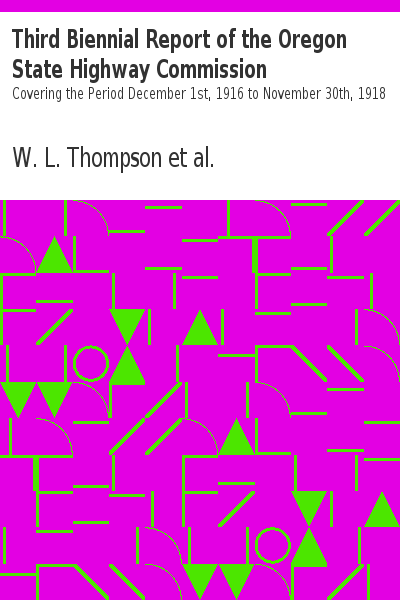 Third Biennial Report of the Oregon
State Highway Commission
Covering the Period December 1st, 1916 to November 30th, 1918
W. L. Thompson et al.